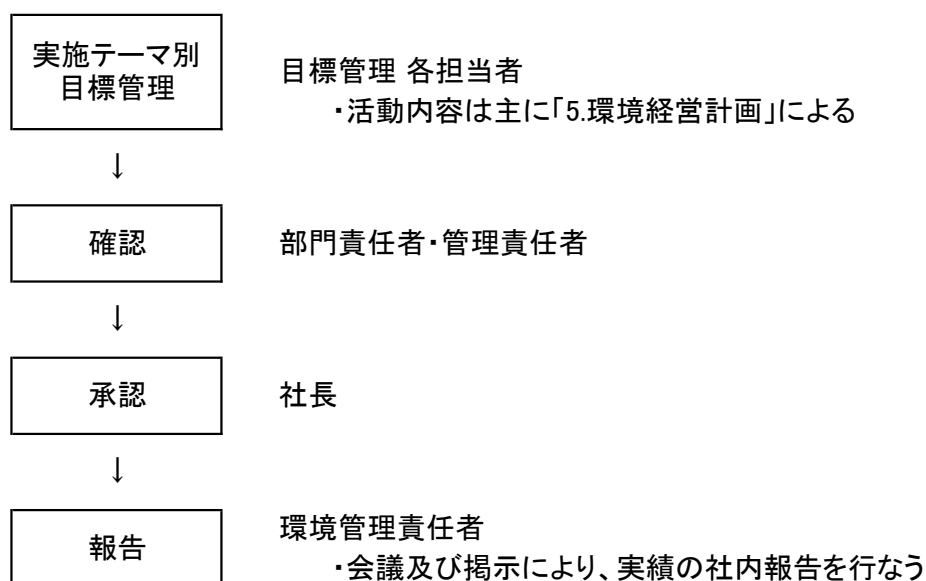 実施テーマ別
目標管理
目標管理 各担当者
・活動内容は主に「5.環境経営計画」による
↓
確認
部門責任者・管理責任者
↓
承認
社長
↓
報告
環境管理責任者
・会議及び掲示により、実績の社内報告を行なう